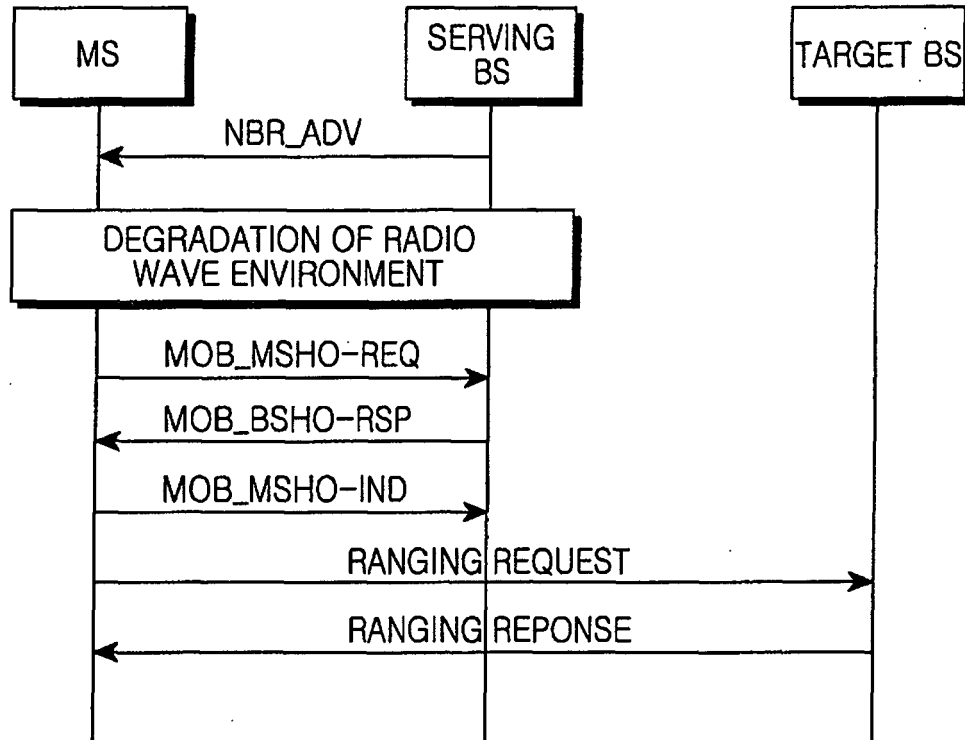 MS
SERVING
BS
TARGET BS
NBR_ADV
DEGRADATION OF RADIO
WAVE ENVIRONMENT
MOB_MSHO-REQ
MOB_BSHO-RSP
MOB_MSHO-IND
RANGING REQUEST
RANGING REPONSE